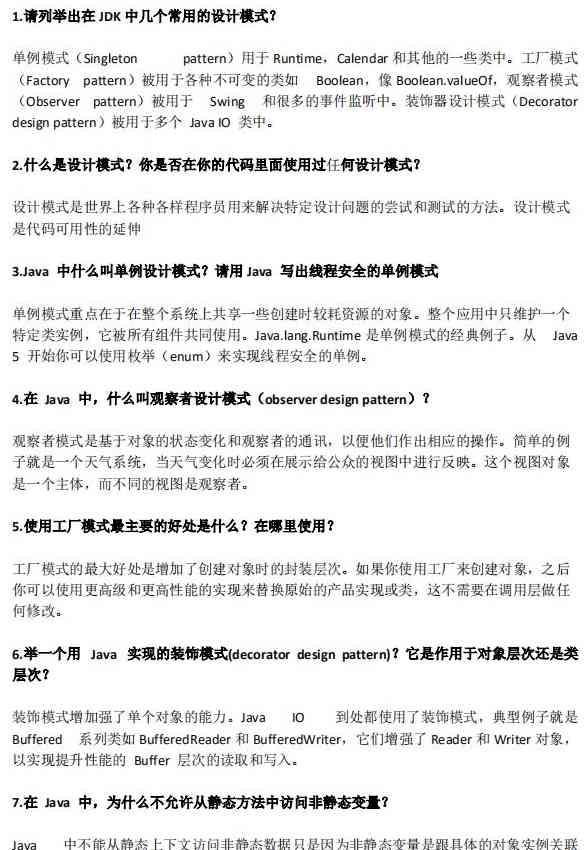 1.请列举出在 JDK 中几个常用的设计模式？
单例模式（Singleton pattern）用于 Runtime，Calendar 和其他的一些类中。工厂模式
（Factory pattern）被用于各种不可变的类如 Boolean，像 Boolean.valueOf，观察者模式
（Observer pattern）被用于 Swing 和很多的事件监听中。装饰器设计模式（Decorator
design pattern）被用于多个 Java IO 类中。
2.什么是设计模式？你是否在你的代码里面使用过任何设计模式？
设计模式是世界上各种各样程序员用来解决特定设计问题的尝试和测试的方法。设计模式
是代码可用性的延伸
3.Java 中什么叫单例设计模式？请用 Java 写出线程安全的单例模式
单例模式重点在于在整个系统上共享一些创建时较耗资源的对象。整个应用中只维护一个
特定类实例，它被所有组件共同使用。Java.lang.Runtime 是单例模式的经典例子。从 Java
5 开始你可以使用枚举（enum）来实现线程安全的单例。
4.在 Java 中，什么叫观察者设计模式（observer design pattern）？
观察者模式是基于对象的状态变化和观察者的通讯，以便他们作出相应的操作。简单的例
子就是一个天气系统，当天气变化时必须在展示给公众的视图中进行反映。这个视图对象
是一个主体，而不同的视图是观察者。
5.使用工厂模式最主要的好处是什么？在哪里使用？
工厂模式的最大好处是增加了创建对象时的封装层次。如果你使用工厂来创建对象，之后
你可以使用更高级和更高性能的实现来替换原始的产品实现或类，这不需要在调用层做任
何修改。
6.举一个用 Java 实现的装饰模式(decorator design pattern)？它是作用于对象层次还是类
层次？
装饰模式增加强了单个对象的能力。Java IO 到处都使用了装饰模式，典型例子就是
Buffered 系列类如 BufferedReader 和 BufferedWriter，它们增强了 Reader 和 Writer 对象，
以实现提升性能的 Buffer 层次的读取和写入。
7.在 Java 中，为什么不允许从静态方法中访问非静态变量？
Java 中不能从静态上下文访问非静态数据只是因为非静态变量是跟具体的对象实例关联